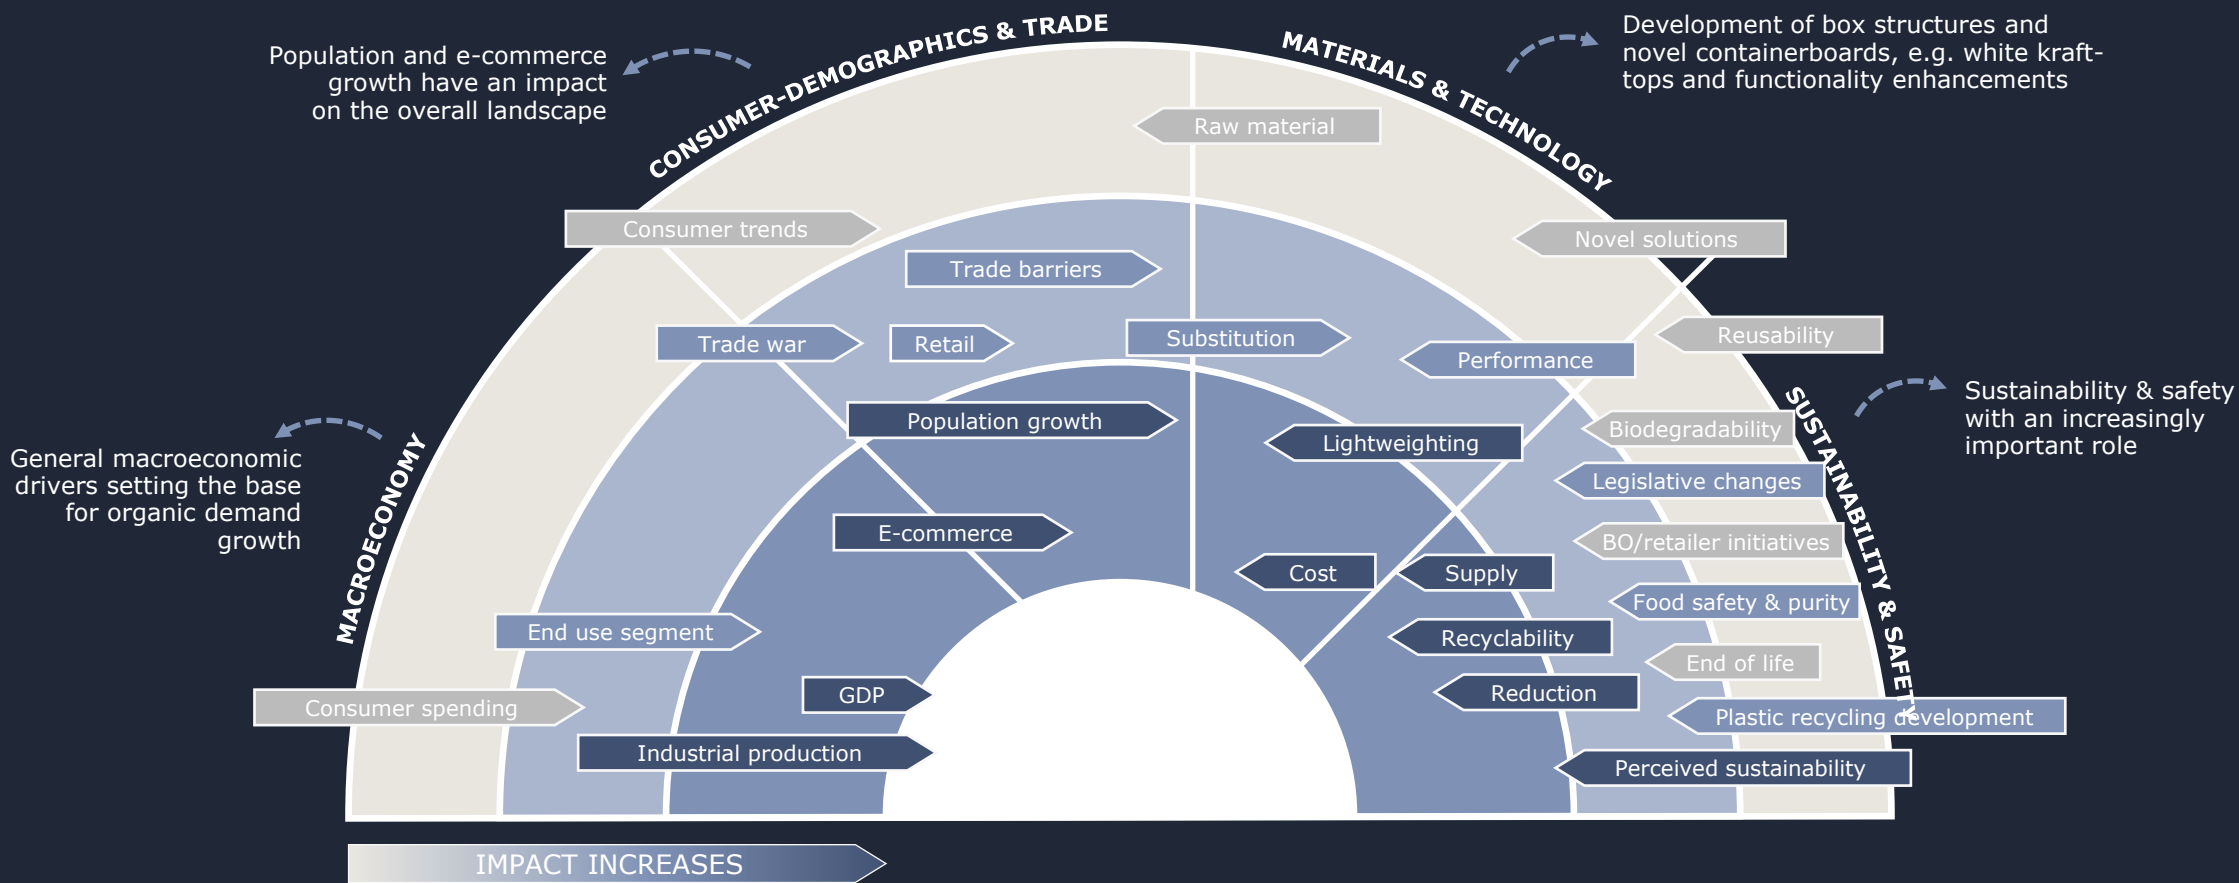 Population and e-commerce
growth have an impact
on the overall landscape
CONSUMER-DEMOGRAPHICS & TRADE
MATERIALS & TECHNOLOGY
Development of box structures and
novel containerboards, e.g. white kraft-
tops and functionality enhancements
Raw material
Consumer trends
Novel solutions
Trade barriers
Trade war
Retail
Substitution
Performance
Reusability
Population growth
Lightweighting
Biodegradability
SUSTAINABILITY & SAFETY
Sustainability & safety
with an increasingly
important role
General macroeconomic
drivers setting the base
for organic demand
growth
MACROECONOMY
Legislative changes
E-commerce
BO/retailer initiatives
Cost
Supply
Food safety & purity
End use segment
Recyclability
End of life
GDP
Reduction
Consumer spending
Plastic recycling development
Industrial production
Perceived sustainability
IMPACT INCREASES